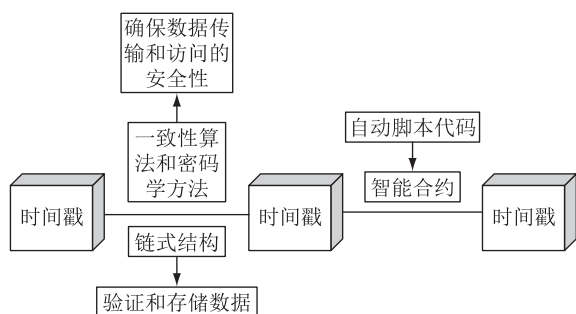 确保数据传
输和访问的
安全性
一致性算
法和密码
学方法
自动脚本代码
智能合约
时间戳
时间戳
时间戳
链式结构
验证和存储数据